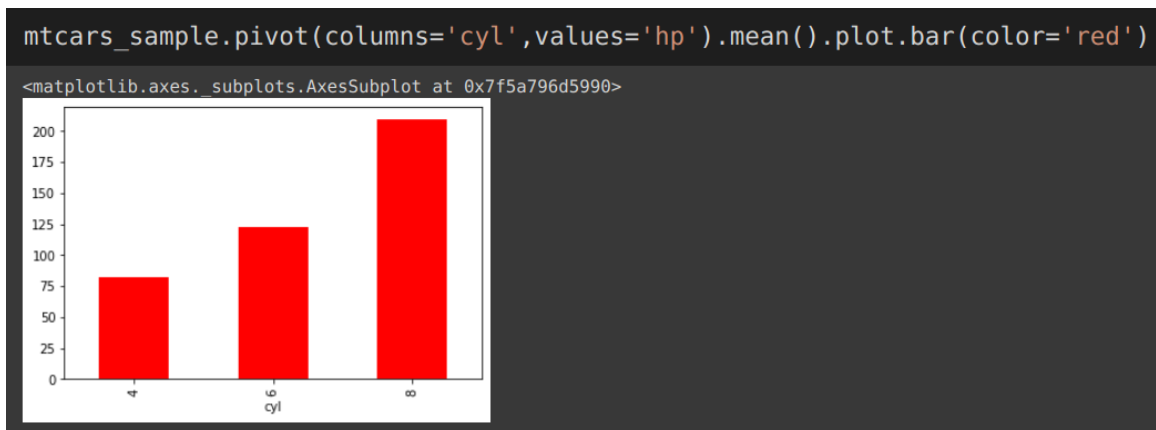 mtcars_sample.pivot(columns='cyl',values='hp').mean().plot.bar(color='red')
<matplotlib.axes._subplots.AxesSubplot at 0x7f5a796d5990>
200
175
150
125
100
75
50
25
0
4 6 8
cyl